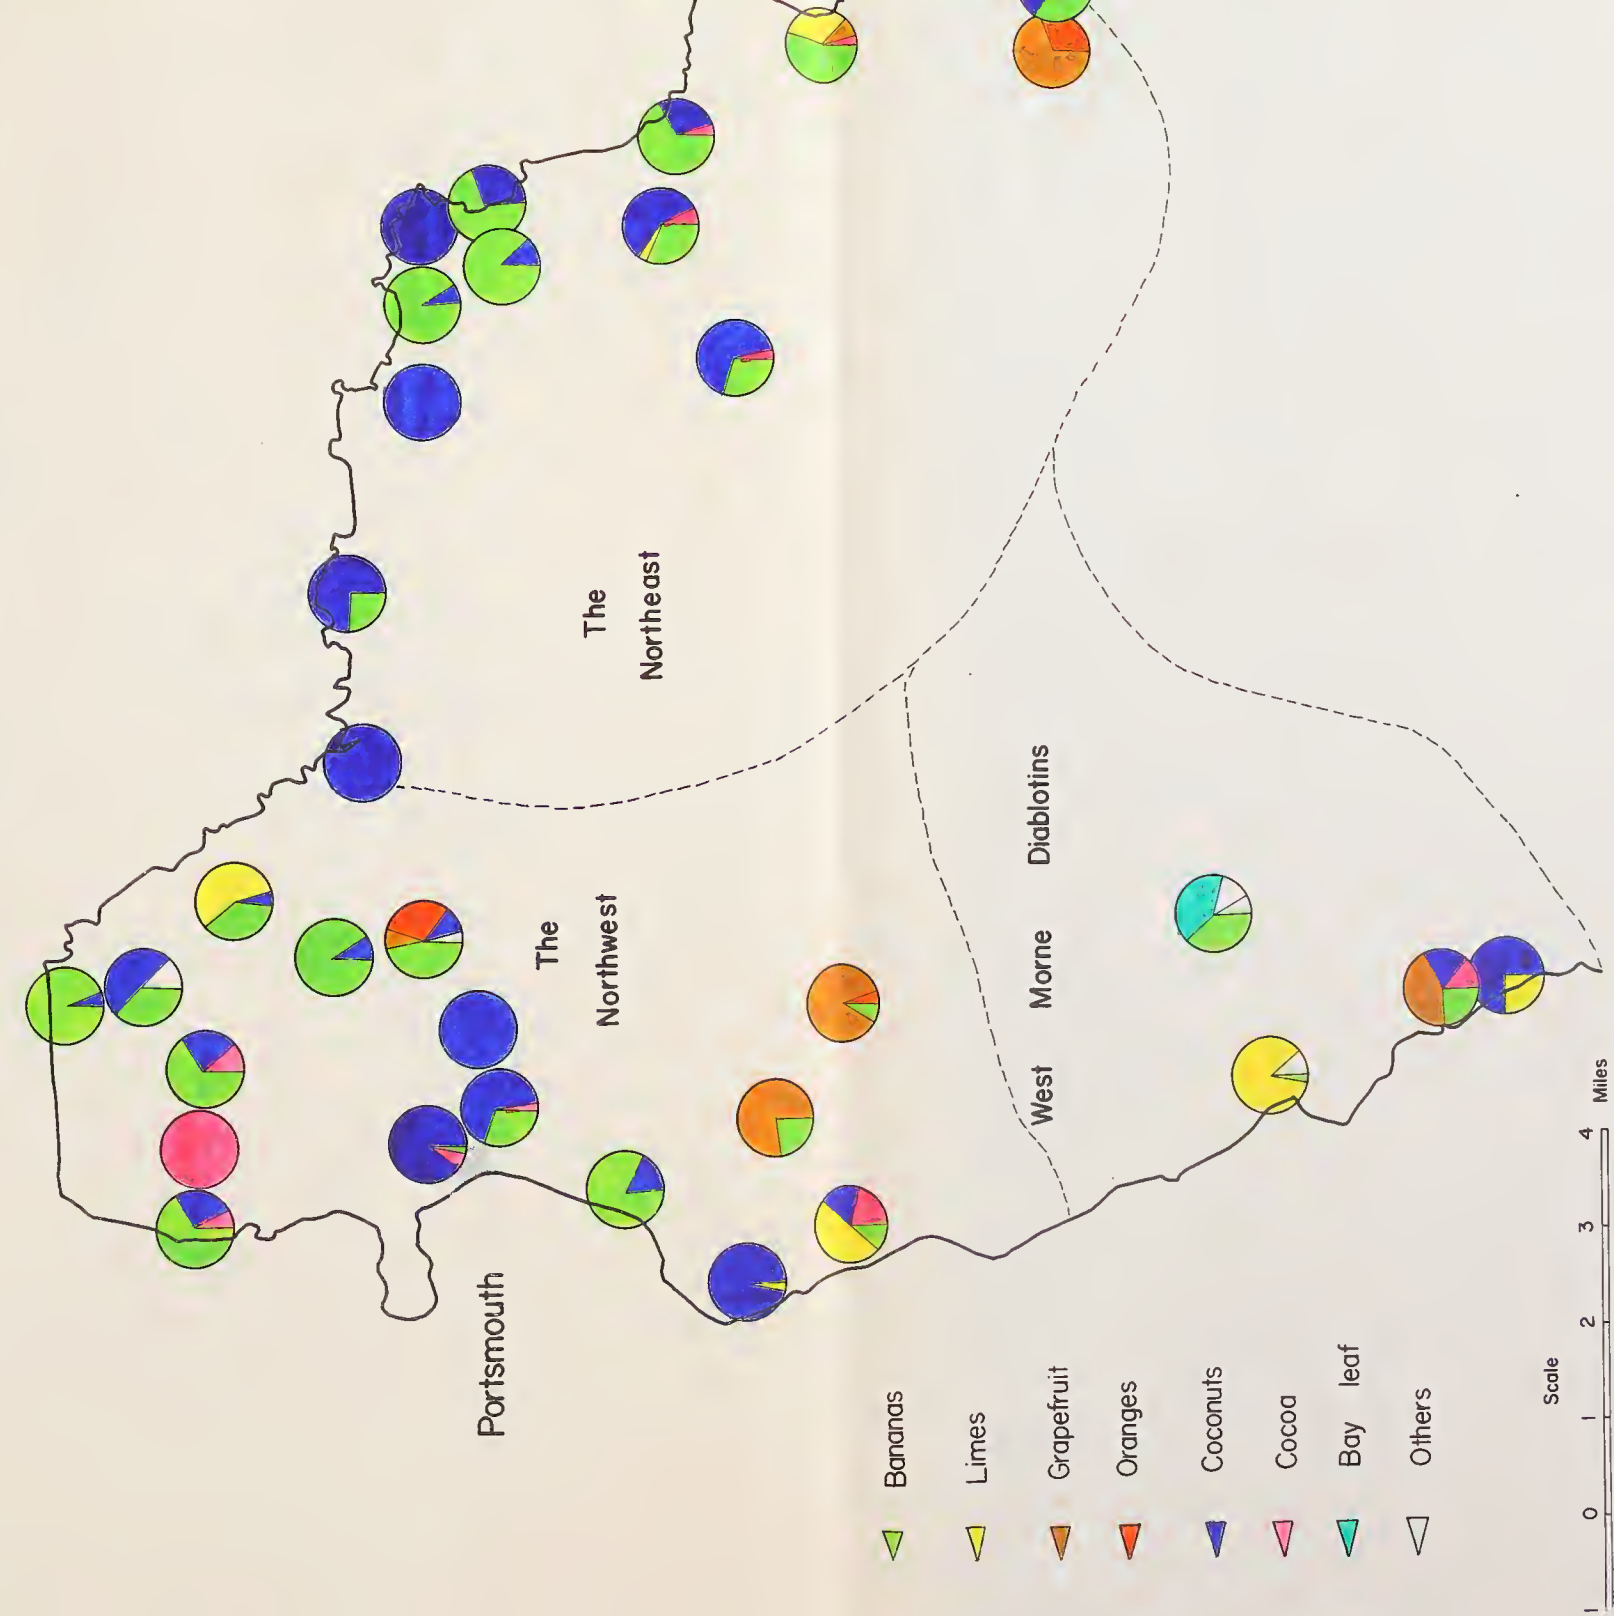 The
Northeast
The
Northwest
West Morne Diablotins
Portsmouth
Bananas
Limes
Grapefruit
Oranges
Coconuts
Cocoa
Bay leaf
Others
Scale
1 0 1 2 3 4 Miles